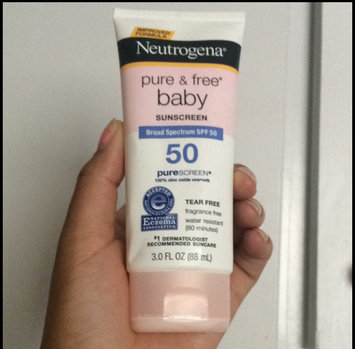 IMPROVED
FORMULA
Neutrogena®
pure & free®
baby
SUNSCREEN
Broad Spectrum SPF 50
50
pureSCREEN®
100% zinc oxide
ACCEPTED
NATIONAL
Eczema
ASSOCIATION
TEAR FREE
fragrance free
water resistant
(80 minutes)
#1 DERMATOLOGIST
RECOMMENDED SUNCARE
3.0 FL OZ (88 mL)